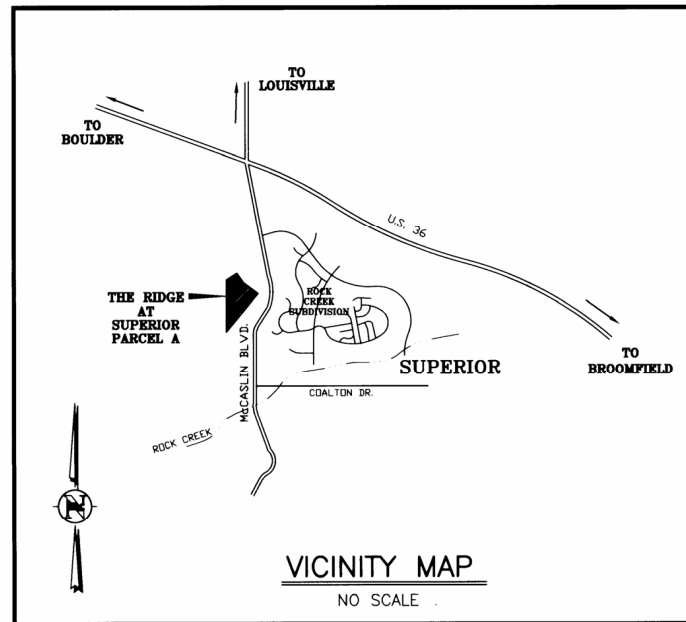 TO
LOUISVILLE
TO
BOULDER
U.S. 36
THE RIDGE
AT
SUPERIOR
PARCEL A
ROCK
CREEK
SUBDIVISION
McCASLIN BLVD.
SUPERIOR
TO
BROOMFIELD
COALTON DR.
ROCK CREEK
N
VICINITY MAP
NO SCALE